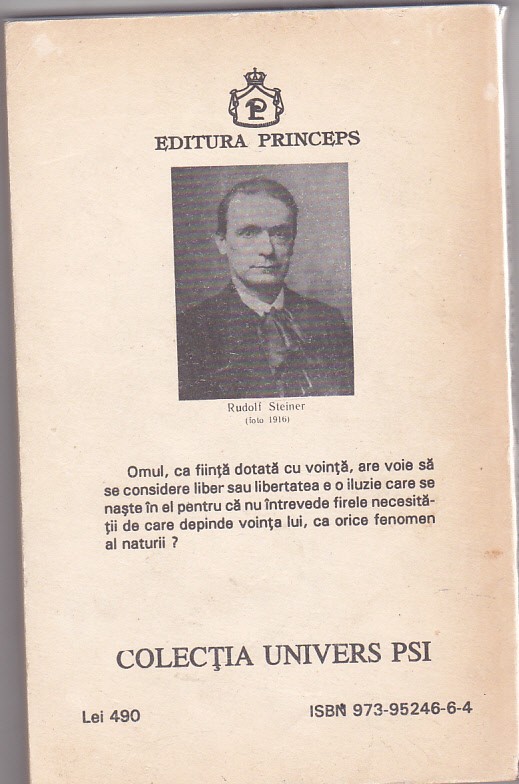 EDITURA PRINCEPS
Rudolf Steiner
(foto 1916)
Omul, ca ființă dotată cu voință, are voie să
se considere liber sau libertatea e o iluzie care se
naște în el pentru că nu întrevede firele necesită-
ții de care depinde voința lui, ca orice fenomen
al naturii ?
COLECȚIA UNIVERS PSI
Lei 490
ISBN 973-95246-6-4